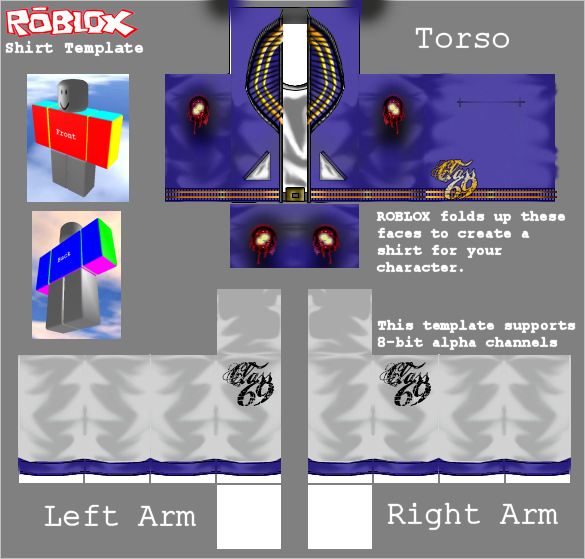 ROBLOX
Shirt Template
Torso
Front
Class
69
Back
ROBLOX folds up these
faces to create a
shirt for your
character.
This template supports
8-bit alpha channels
Class
69
Class
69
Left Arm
Right Arm